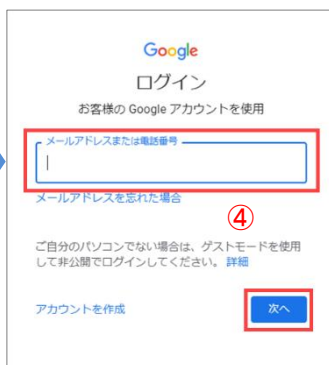 Google
ログイン
お客様の Google アカウントを使用
メールアドレスまたは電話番号
メールアドレスを忘れた場合
④
ご自分のパソコンでない場合は、ゲストモードを使用
して非公開でログインしてください。 詳細
アカウントを作成
次へ